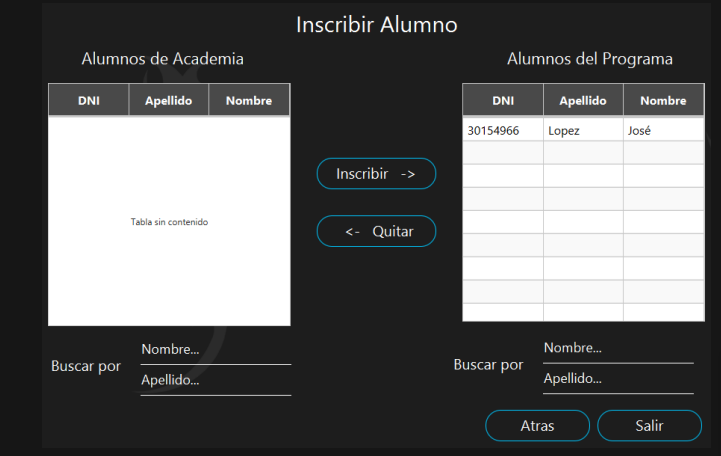 Inscribir Alumno
Alumnos de Academia
DNI Apellido Nombre
Tabla sin contenido
Buscar por
Nombre...
Apellido...
Inscribir ->
<- Quitar
Alumnos del Programa
DNI Apellido Nombre
30154966 Lopez José
Buscar por
Nombre...
Apellido...
Atras Salir